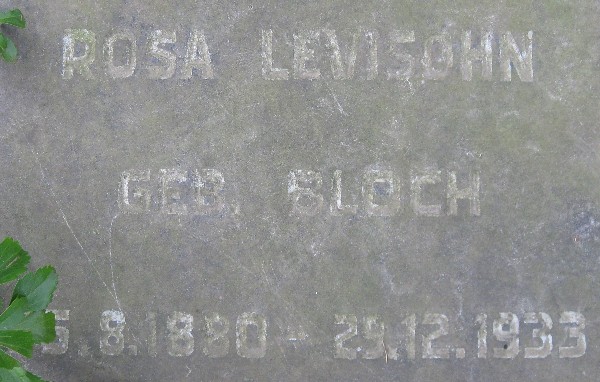 ROSA LEVISOHN
GEB. BLOCH
5.8.1880 - 29.12.1933